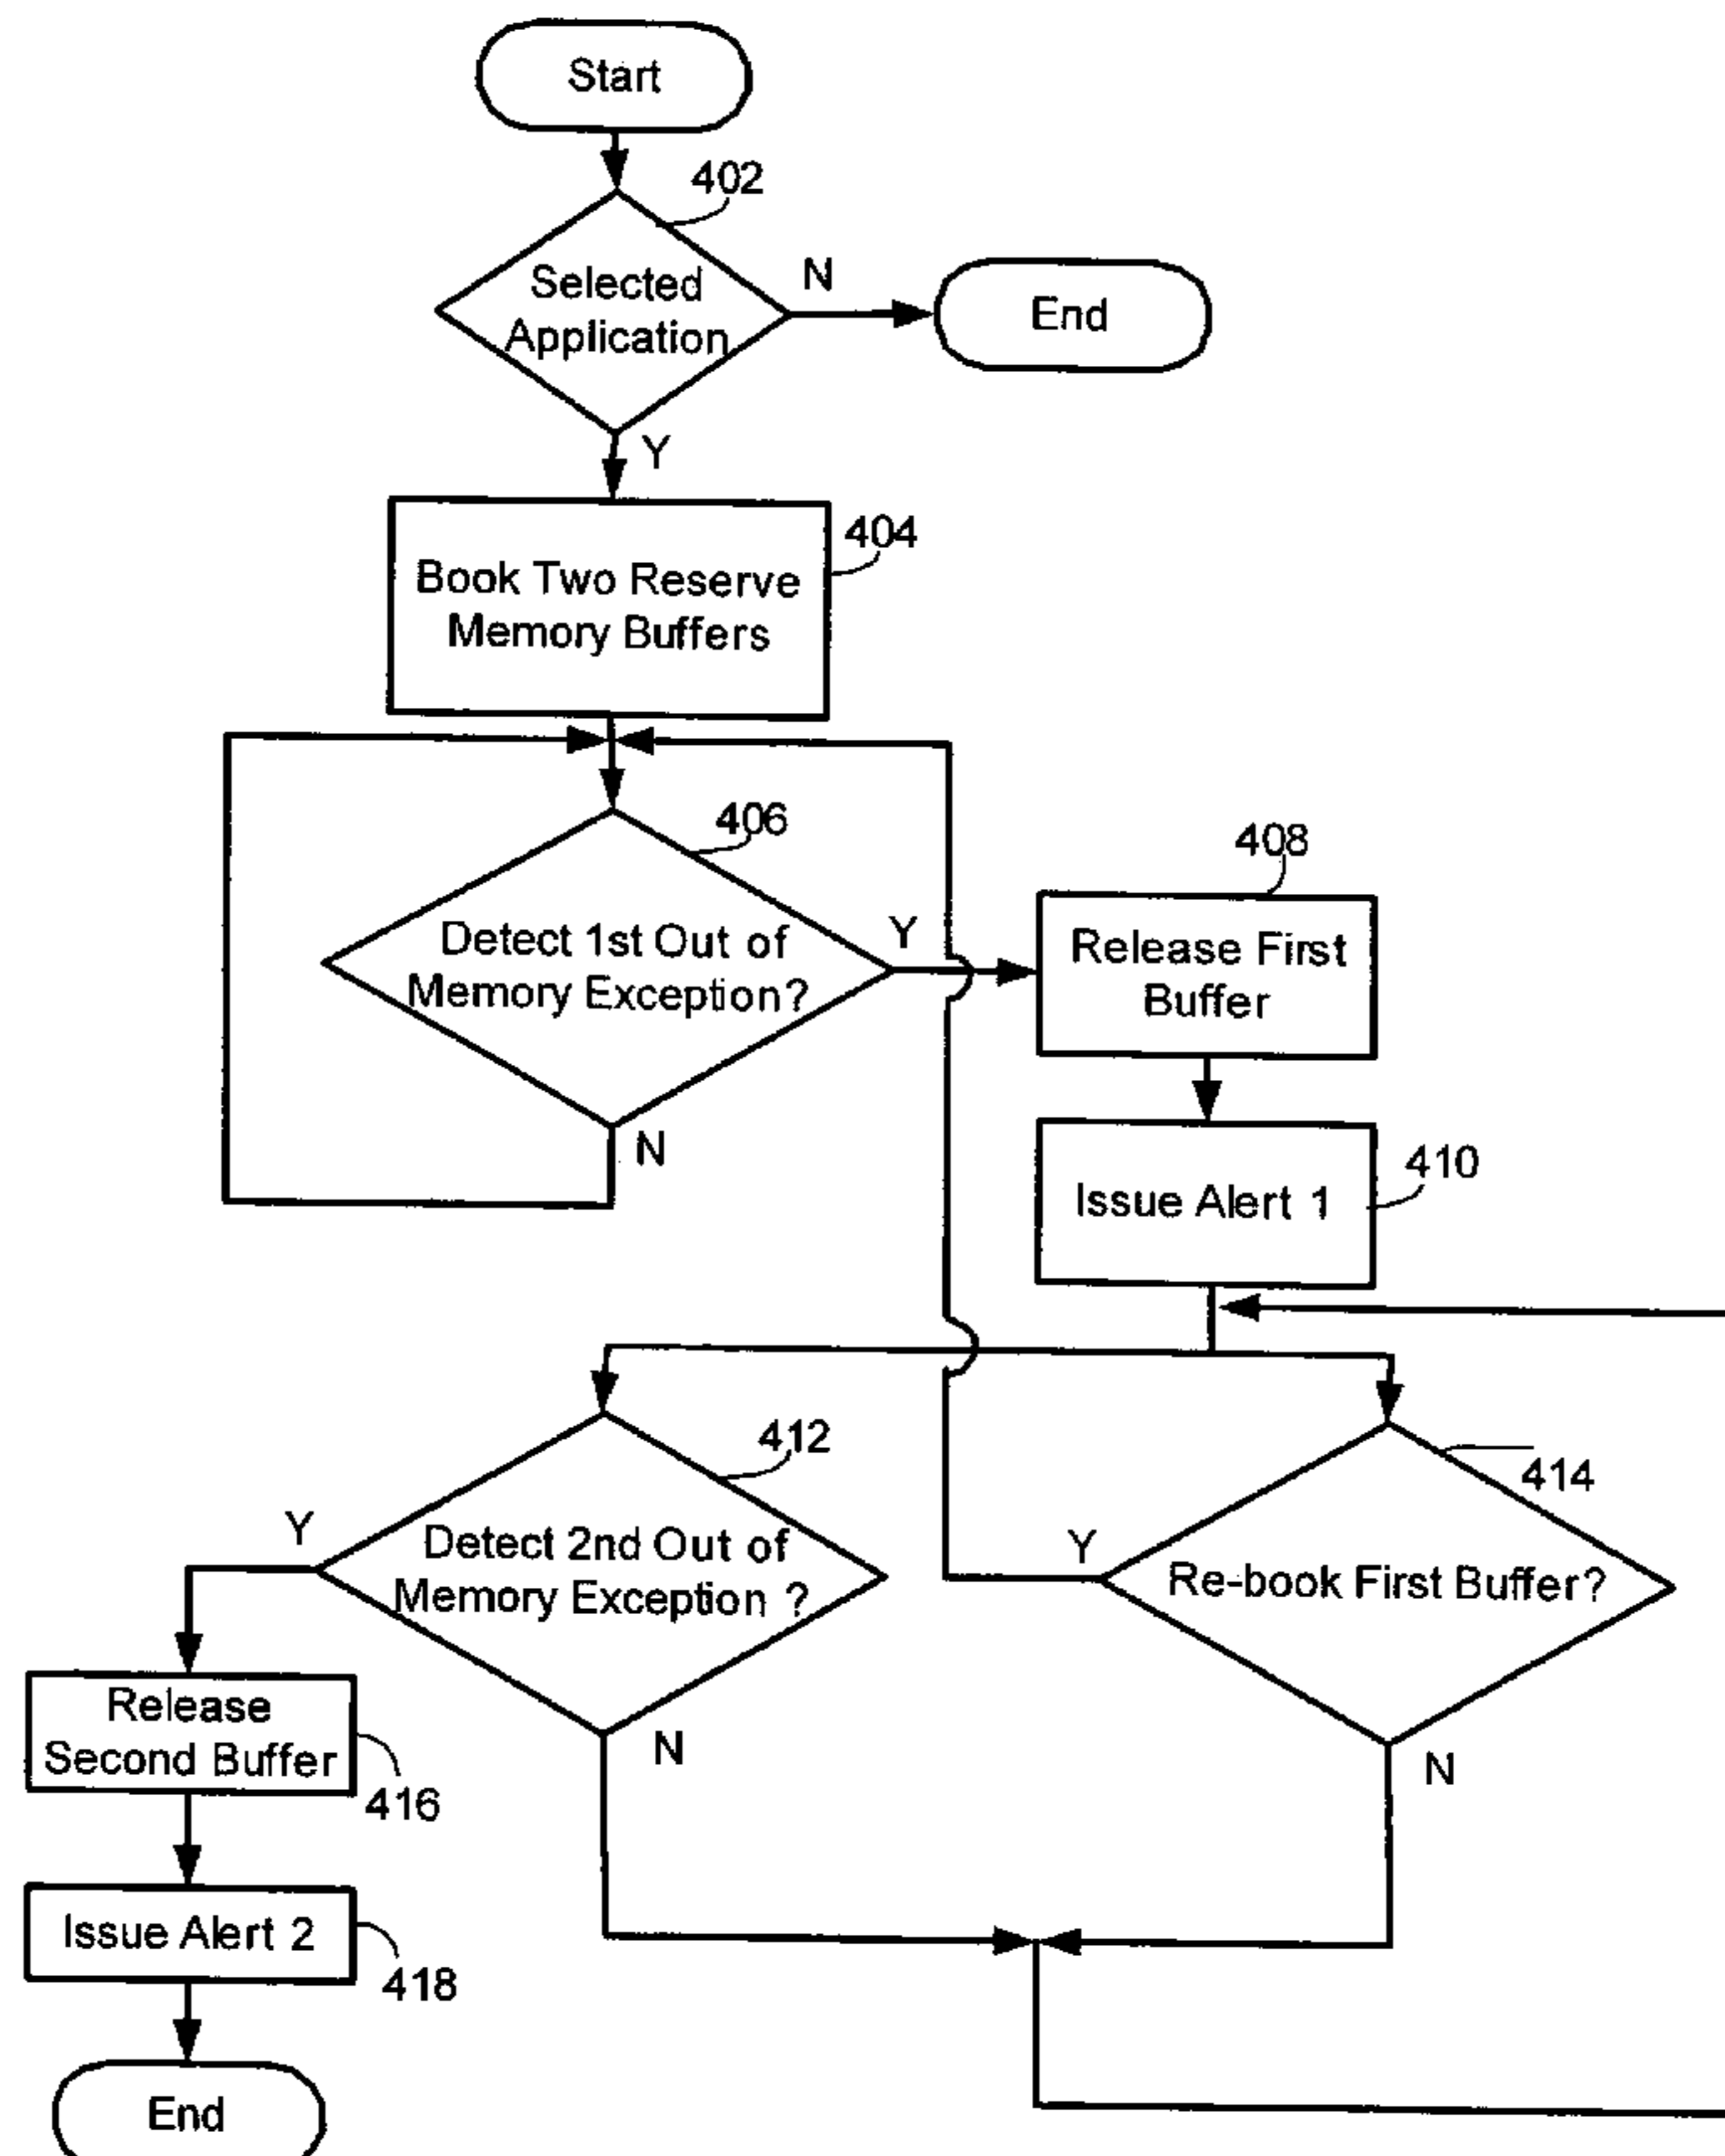 Start
402
Selected
Application
N
End
Y
404
Book Two Reserve
Memory Buffers
406
Detect 1st Out of
Memory Exception?
Y
N
408
Release First
Buffer
410
Issue Alert 1
412
Detect 2nd Out of
Memory Exception ?
Y
N
414
Re-book First Buffer?
Y
N
Release
Second Buffer
416
Issue Alert 2
418
End